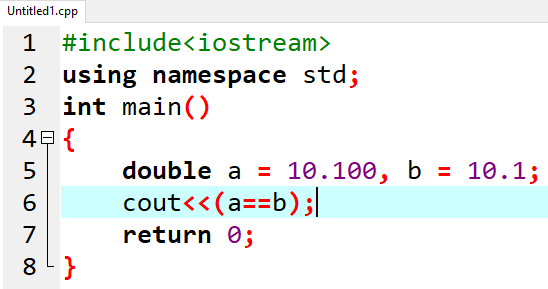 Untitled1.cpp
1 #include<iostream>
2 using namespace std;
3 int main()
4 {
5 double a = 10.100, b = 10.1;
6 cout<<(a==b);
7 return 0;
8 }